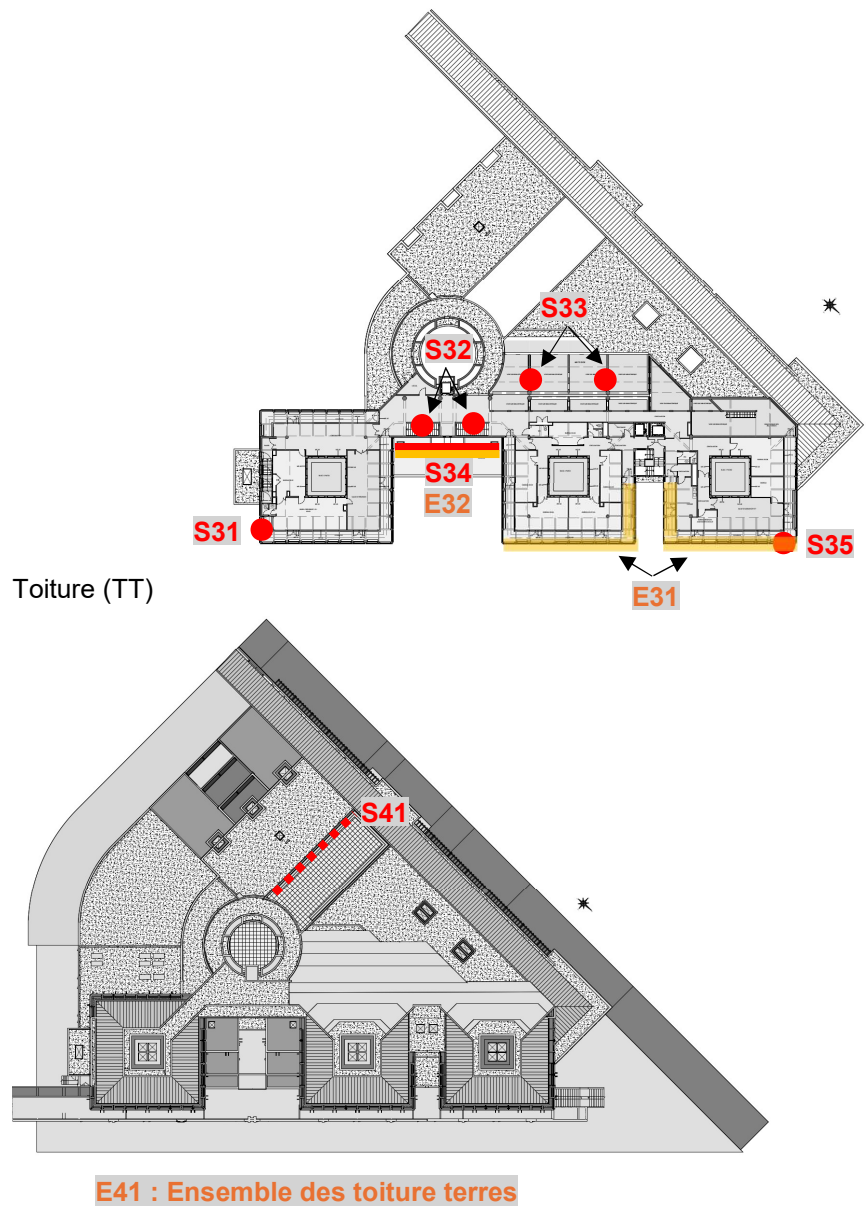 S33
S32
S34
E32
S31
S35
E31
Toiture (TT)
S41
E41 : Ensemble des toiture terres